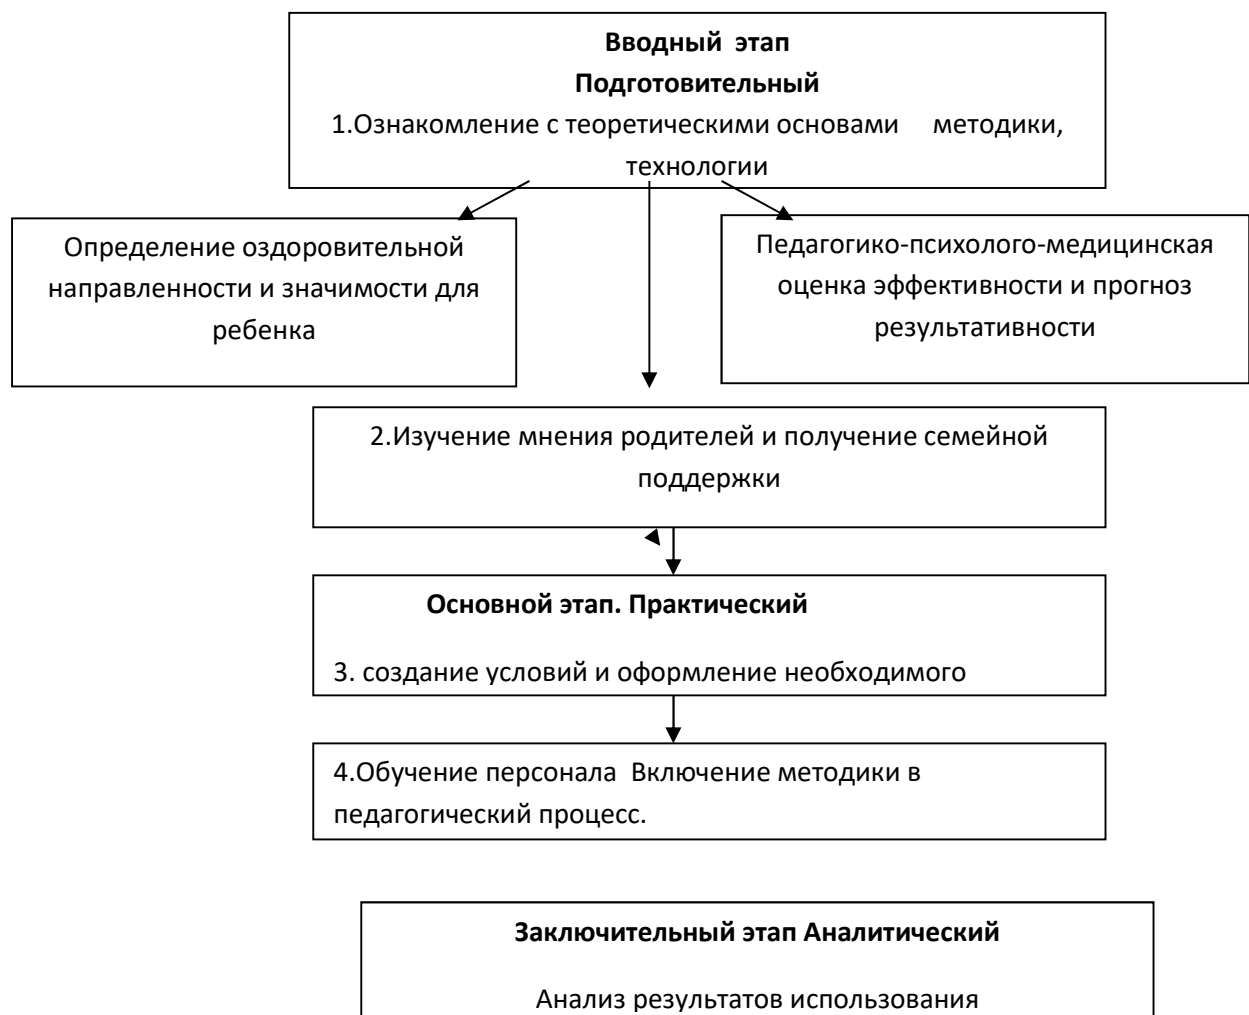 Вводный этап
Подготовительный
1.Ознакомление с теоретическими основами методики,
технологии
Определение оздоровительной
направленности и значимости для
ребенка
Педагогико-психолого-медицинская
оценка эффективности и прогноз
результативности
2.Изучение мнения родителей и получение семейной
поддержки
Основной этап. Практический
3. создание условий и оформление необходимого
4.Обучение персонала Включение методики в
педагогический процесс.
Заключительный этап Аналитический
Анализ результатов использования